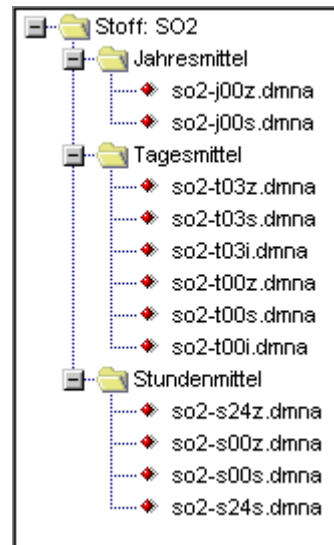 Stoff: SO2
Jahresmittel
so2-j00z.dmna
so2-j00s.dmna
Tagesmittel
so2-t03z.dmna
so2-t03s.dmna
so2-t03i.dmna
so2-t00z.dmna
so2-t00s.dmna
so2-t00i.dmna
Stundenmittel
so2-s24z.dmna
so2-s00z.dmna
so2-s00s.dmna
so2-s24s.dmna